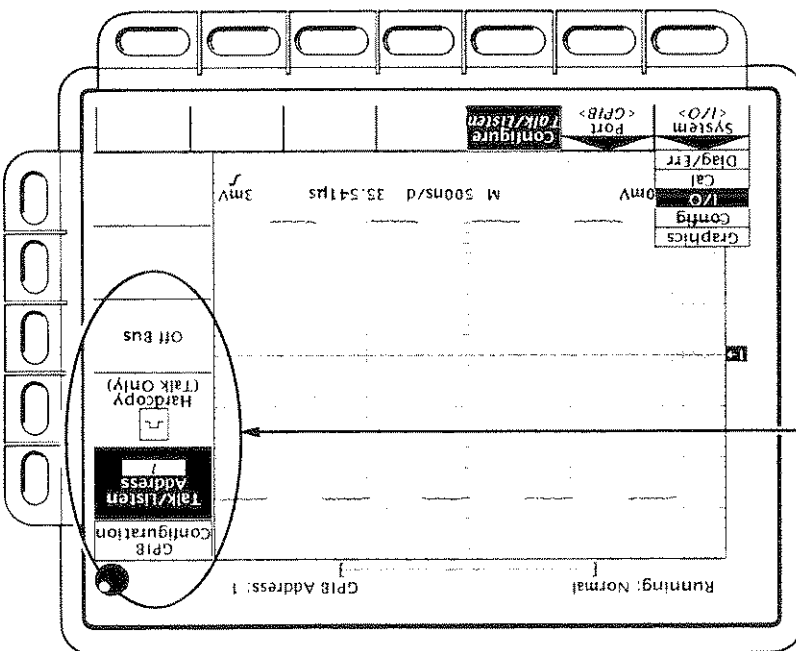 Running: Normal
GPIB Address: 1
GPIB
Configuration
Talk/Listen
Address
1
Hardcopy
(Talk Only)
Off Bus
1
Graphics
Config
I/O
Cal
Diag/Err
0mV M 500ns/d 35.541µs 3mV
System
<I/O>
Port
<GPIB>
Configure
Talk/Listen